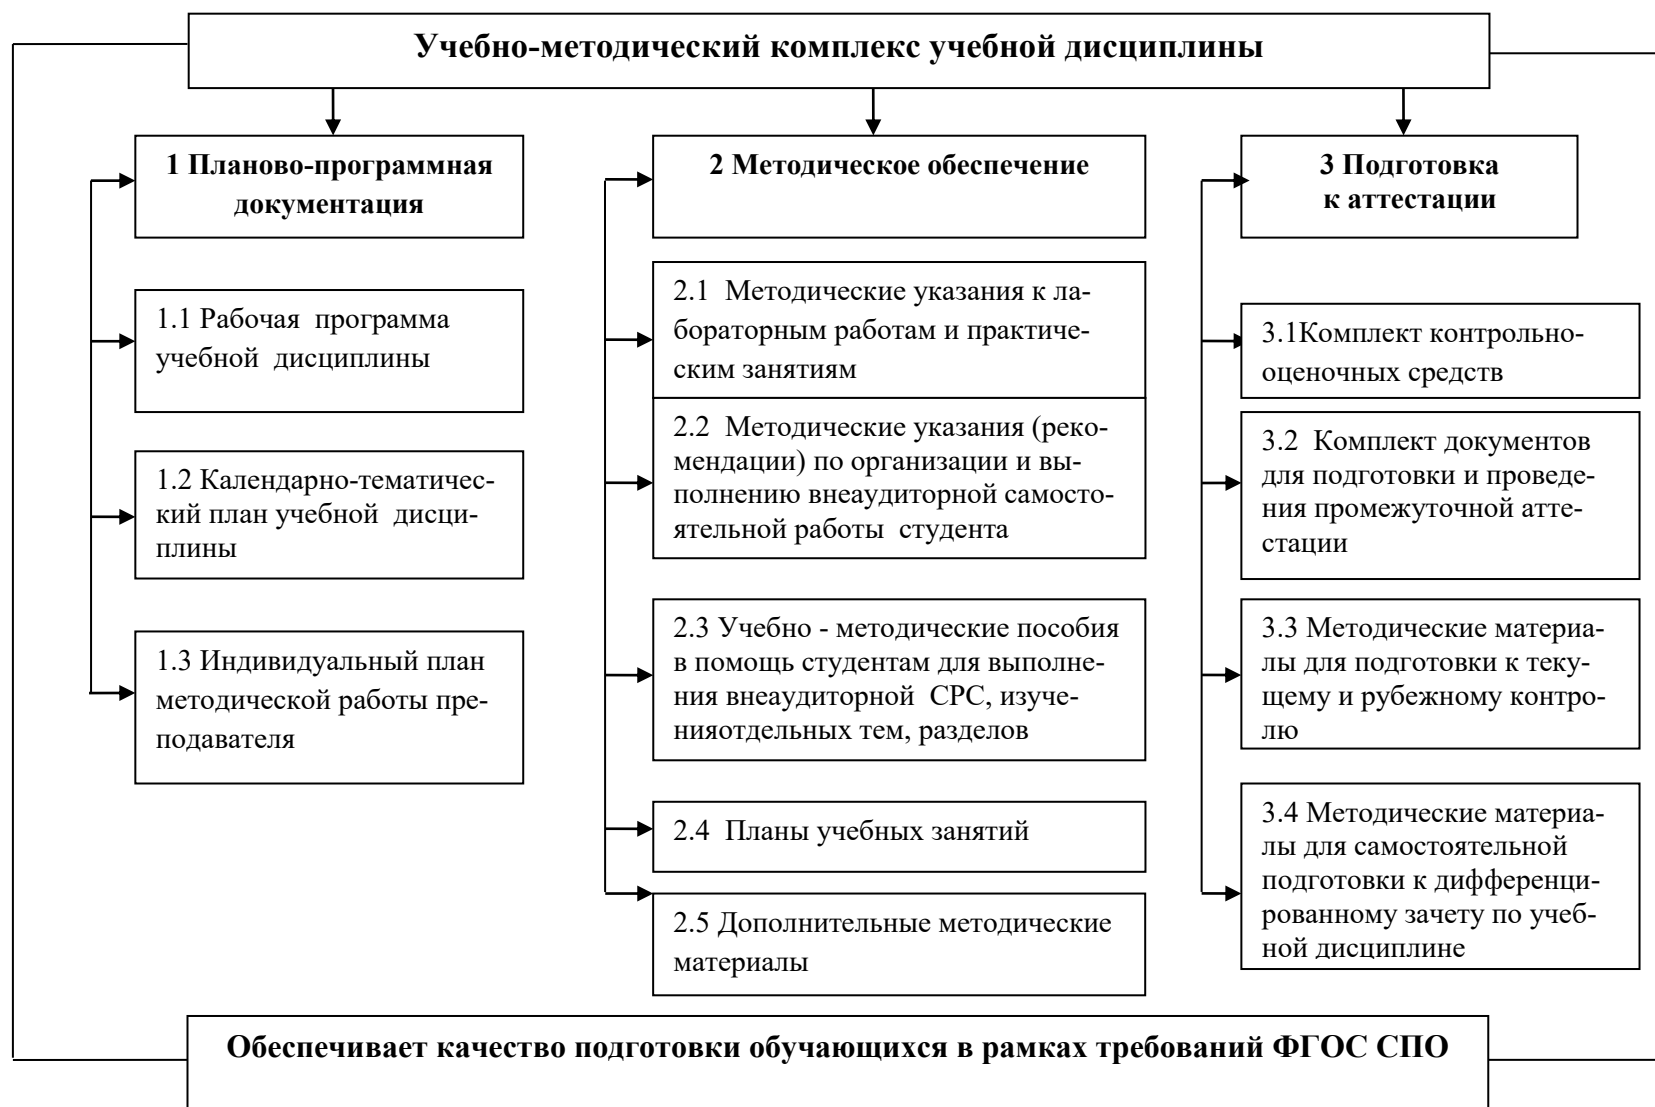 Учебно-методический комплекс учебной дисциплины
1 Планово-программная
документация
1.1 Рабочая программа
учебной дисциплины
1.2 Календарно-тематичес-
кий план учебной дисци-
плины
1.3 Индивидуальный план
методической работы пре-
подавателя
2 Методическое обеспечение
2.1 Методические указания к ла-
бораторным работам и практиче-
ским занятиям
2.2 Методические указания (реко-
мендации) по организации и вы-
полнению внеаудиторной самосто-
ятельной работы студента
2.3 Учебно - методические пособия
в помощь студентам для выполне-
ния внеаудиторной СРС, изуче-
нияотдельных тем, разделов
2.4 Планы учебных занятий
2.5 Дополнительные методические
материалы
3 Подготовка
к аттестации
3.1Комплект контрольно-
оценочных средств
3.2 Комплект документов
для подготовки и проведе-
ния промежуточной атте-
стации
3.3 Методические материа-
лы для подготовки к теку-
щему и рубежному контро-
лю
3.4 Методические материа-
лы для самостоятельной
подготовки к дифференци-
рованному зачету по учеб-
ной дисциплине
Обеспечивает качество подготовки обучающихся в рамках требований ФГОС СПО